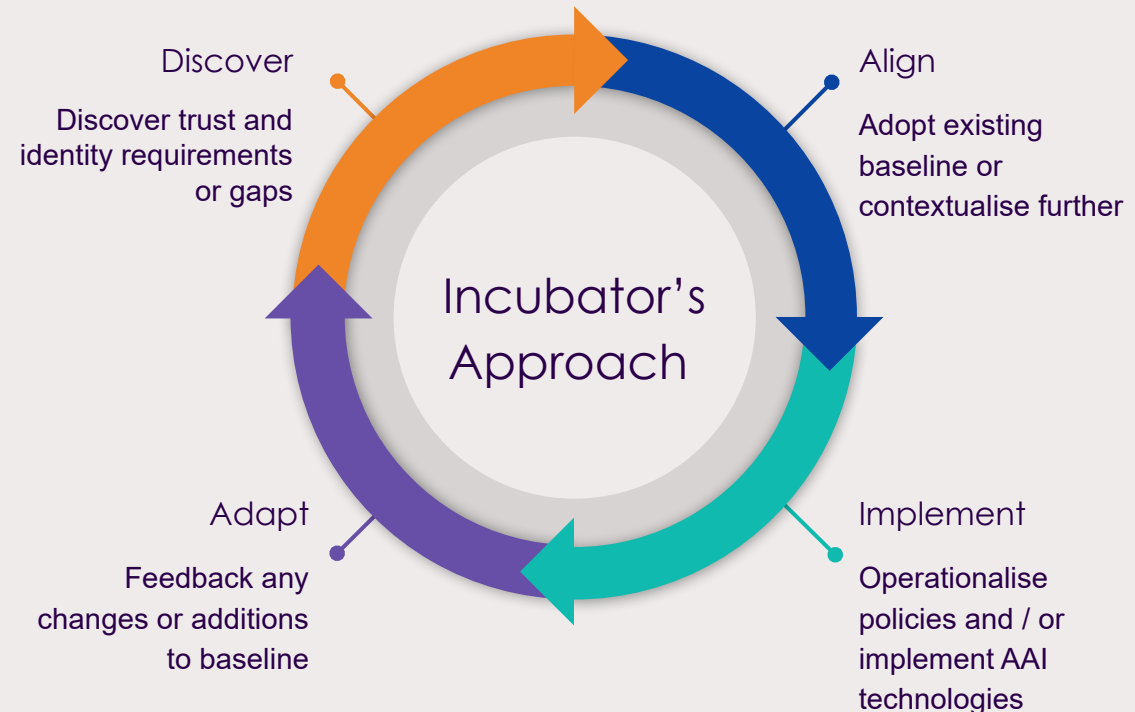 Discover
Discover trust and
identity requirements
or gaps
Align
Adopt existing
baseline or
contextualise further
Incubator’s
Approach
Adapt
Feedback any
changes or additions
to baseline
Implement
Operationalise
policies and / or
implement AAI
technologies